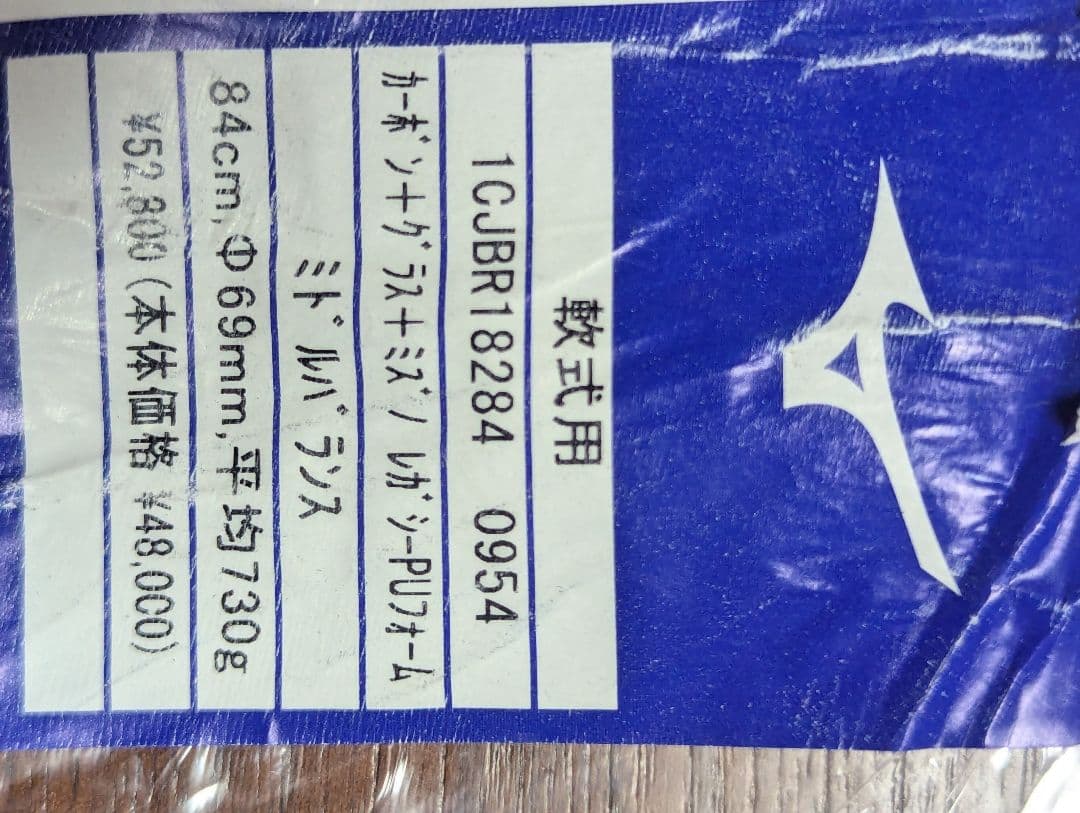 軟式用
1CJBR18284 0954
ｶｰﾎﾞﾝ+ｸﾞﾗｽ+ﾐｽﾞﾉ ﾚｶﾞｼｰPUﾌｫｰﾑ
ﾐﾄﾞﾙﾊﾞﾗﾝｽ
84cm,Φ69mm,平均730g
¥52,800(本体価格 ¥48,000)